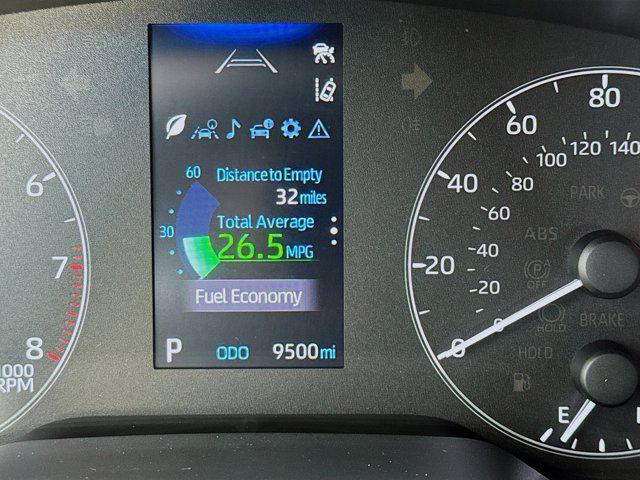 60
Distance to Empty
32 miles
30
Total Average
26.5 MPG
Fuel Economy
P ODO 9500 mi
6
7
8
1000
RPM
0
20
40
60
80
0
20
40
60
80
100
120
140
PARK
ABS
(A)
OFF
HOLD
BRAKE
HOLD
E